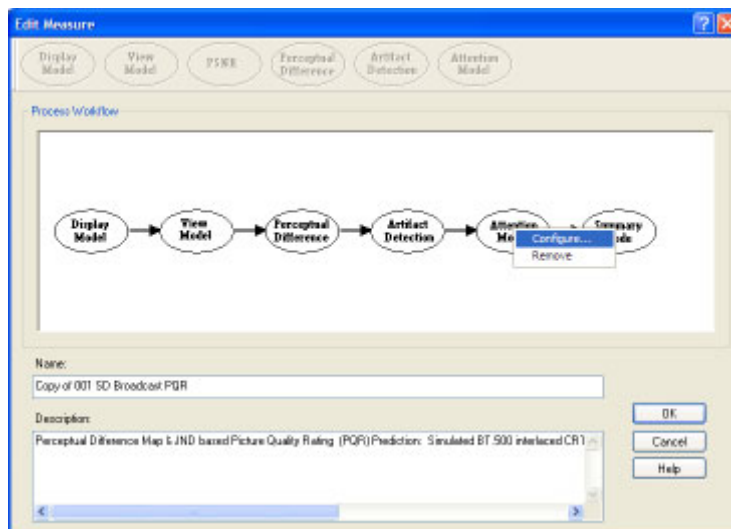 Edit Measure
Display Model
View Model
PSNR
Perceptual Difference
Artifact Detection
Attention Model
Process Workflow
Display Model
View Model
Perceptual Difference
Artifact Detection
Attention
Summary
Configure...
Remove
Name:
Copy of 001 SD Broadcast PQR
Description:
Perceptual Difference Map & JND based Picture Quality Rating (PQR) Prediction: Simulated BT.500 interlaced CRT
OK
Cancel
Help